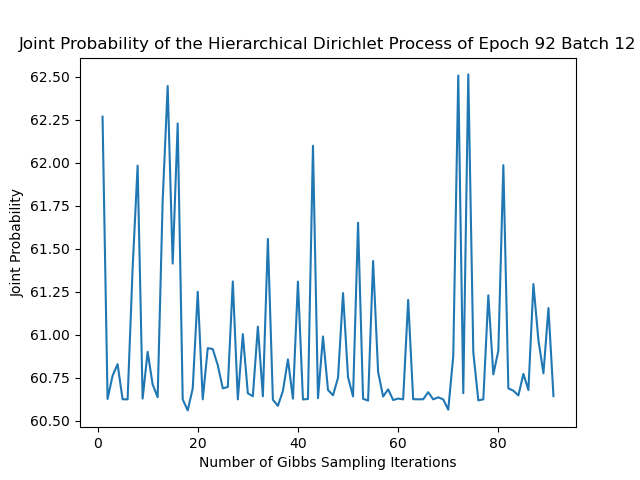 Joint Probability of the Hierarchical Dirichlet Process of Epoch 92 Batch 12
62.50
62.25
62.00
61.75
61.50
61.25
61.00
60.75
60.50
Joint Probability
0 20 40 60 80
Number of Gibbs Sampling Iterations